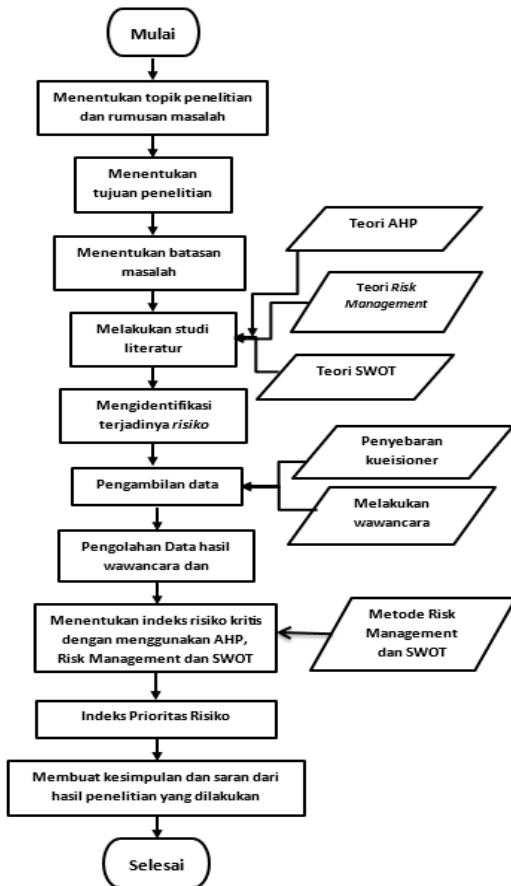 Mulai
Menentukan topik penelitian
dan rumusan masalah
Menentukan
tujuan penelitian
Menentukan batasan
masalah
Teori AHP
Teori Risk
Management
Melakukan studi
literatur
Teori SWOT
Mengidentifikasi
terjadinya risiko
Penyebaran
kueisioner
Pengambilan data
Melakukan
wawancara
Pengolahan Data hasil
wawancara dan
Menentukan indeks risiko kritis
dengan menggunakan AHP,
Risk Management dan SWOT
Metode Risk
Management
dan SWOT
Indeks Prioritas Risiko
Membuat kesimpulan dan saran dari
hasil penelitian yang dilakukan
Selesai